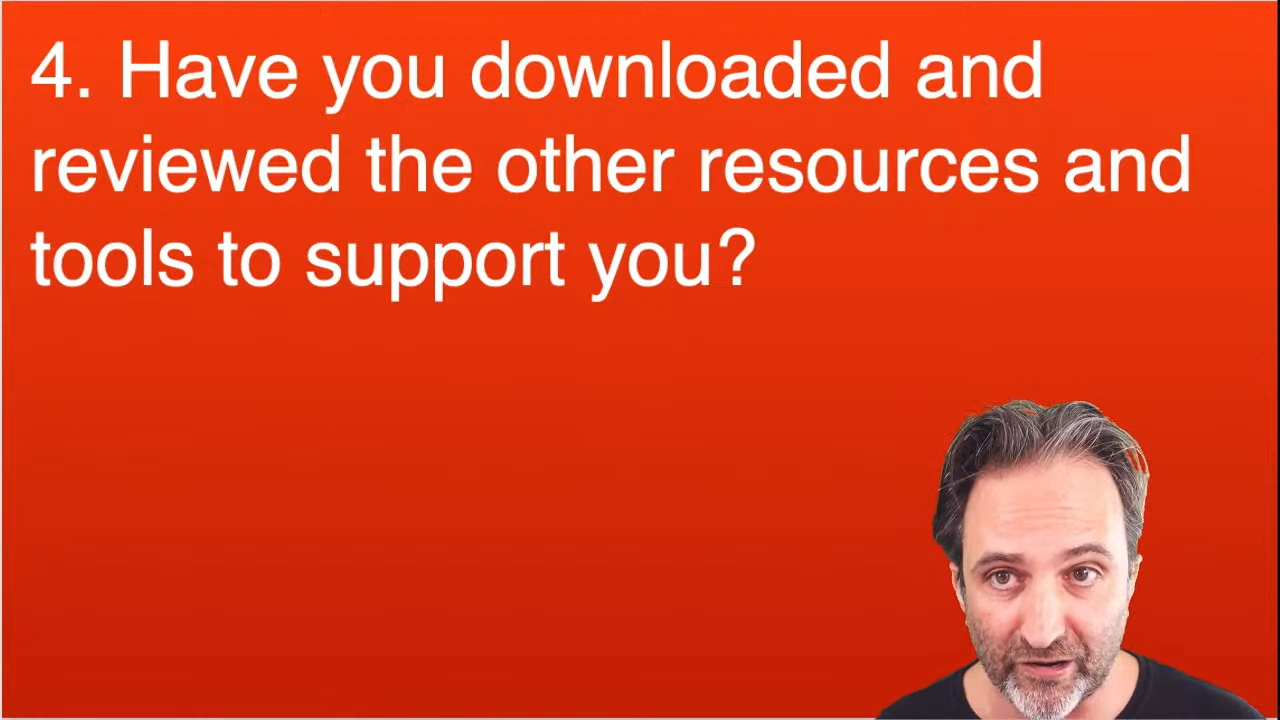 4. Have you downloaded and
reviewed the other resources and
tools to support you?